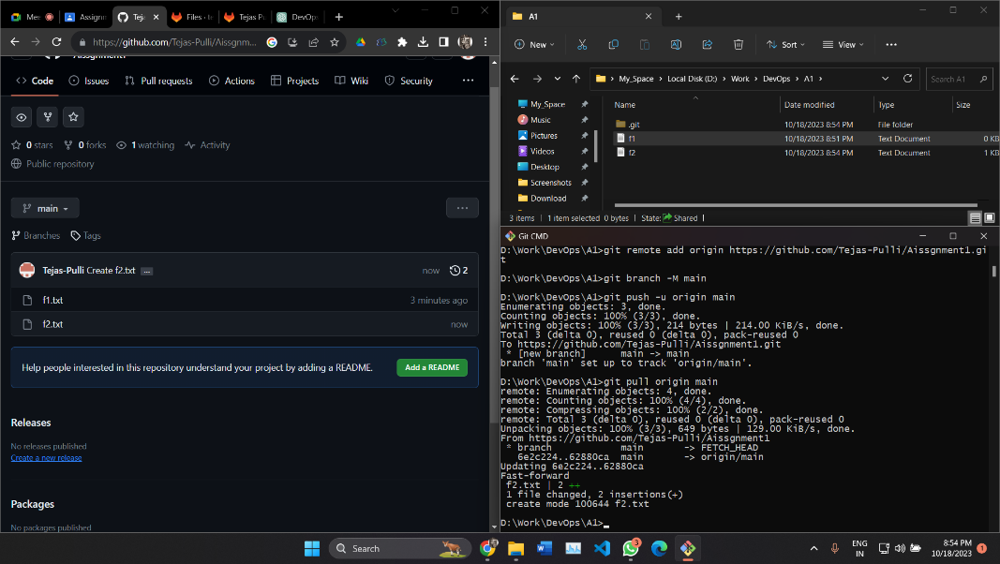 Mee
Assignm
Teja
Files · te
Tejas Pu
DevOp
https://github.com/Tejas-Pulli/Aissgnm...
Assignment1
Code
Issues
Pull requests
Actions
Projects
Wiki
Security
0 stars
0 forks
1 watching
Activity
Public repository
main
Branches
Tags
Tejas-Pulli Create f2.txt ...
now
2
f1.txt
3 minutes ago
f2.txt
now
Help people interested in this repository understand your project by adding a README.
Add a README
Releases
No releases published
Create a new release
Packages
No packages published
A1
New
Sort
View
My_Space
Local Disk (D:)
Work
DevOps
A1
Search A1
My_Space
Music
Pictures
Videos
Desktop
Screenshots
Download
Name
Date modified
Type
Size
.git
10/18/2023 8:54 PM
File folder
f1
10/18/2023 8:51 PM
Text Document
0 KB
f2
10/18/2023 8:54 PM
Text Document
1 KB
3 items
1 item selected 0 bytes
State:
Shared
Git CMD
D:\Work\DevOps\A1>git remote add origin https://github.com/Tejas-Pulli/Aissgnment1.gi
t
D:\Work\DevOps\A1>git branch -M main
D:\Work\DevOps\A1>git push -u origin main
Enumerating objects: 3, done.
Counting objects: 100% (3/3), done.
Writing objects: 100% (3/3), 214 bytes | 214.00 KiB/s, done.
Total 3 (delta 0), reused 0 (delta 0), pack-reused 0
To https://github.com/Tejas-Pulli/Aissgnment1.git
* [new branch]      main -> main
branch 'main' set up to track 'origin/main'.
D:\Work\DevOps\A1>git pull origin main
remote: Enumerating objects: 4, done.
remote: Counting objects: 100% (4/4), done.
remote: Compressing objects: 100% (2/2), done.
remote: Total 3 (delta 0), reused 0 (delta 0), pack-reused 0
Unpacking objects: 100% (3/3), 649 bytes | 129.00 KiB/s, done.
From https://github.com/Tejas-Pulli/Aissgnment1
* branch            main       -> FETCH_HEAD
6e2c224..62880ca  main       -> origin/main
Updating 6e2c224..62880ca
Fast-forward
f2.txt | 2 ++
1 file changed, 2 insertions(+)
create mode 100644 f2.txt
D:\Work\DevOps\A1>
Search
3
ENG
IN
8:54 PM
10/18/2023
1